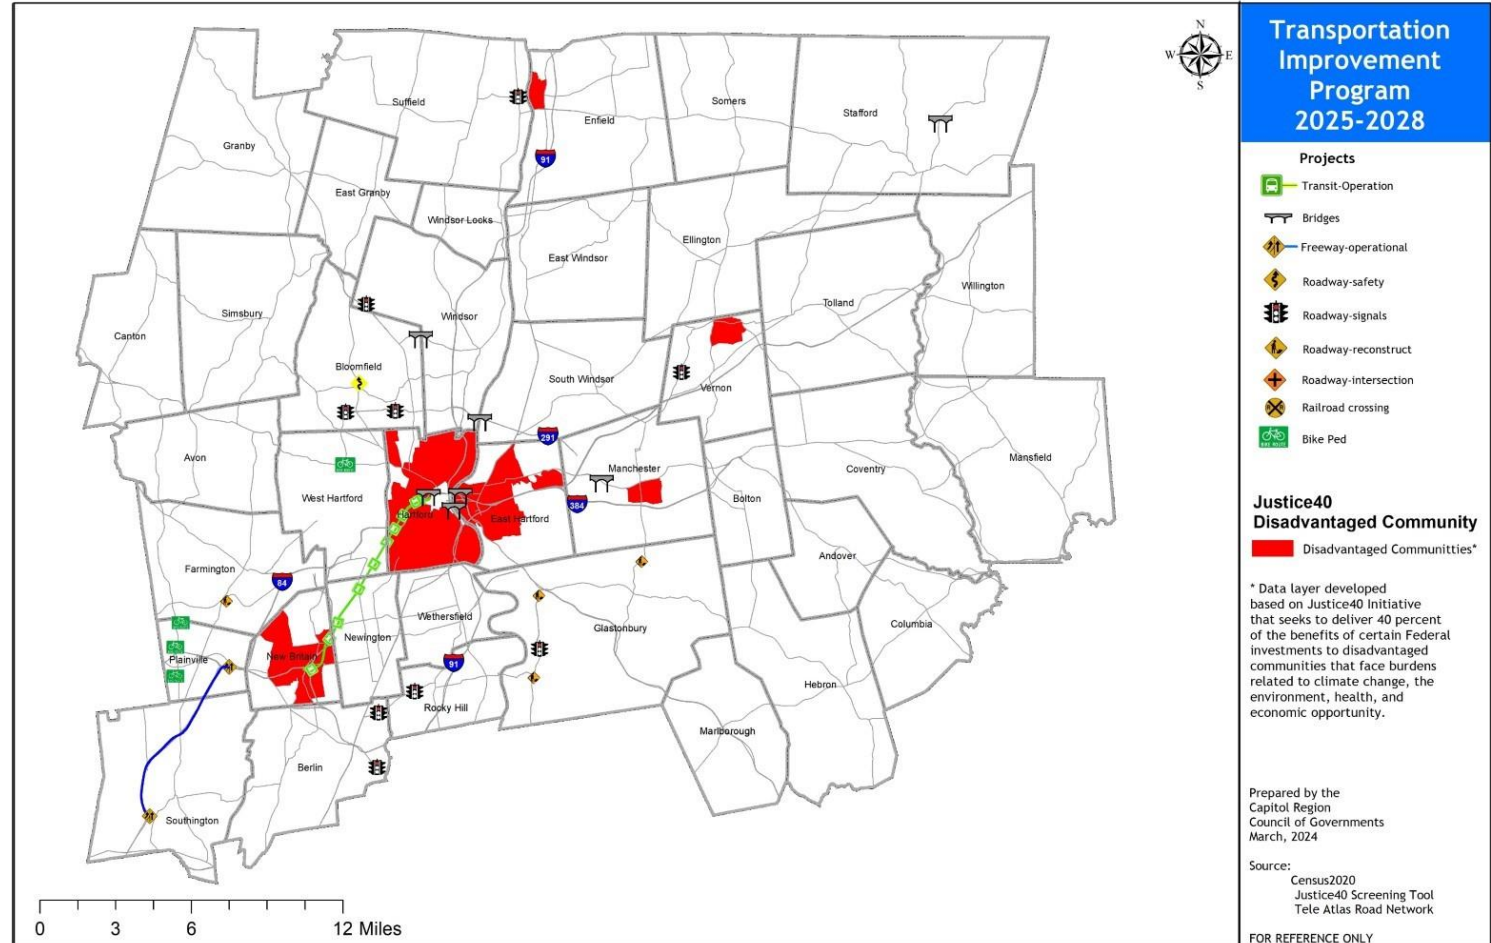 Suffield
Enfield
Somers
Stafford
Granby
East Granby
91
Windsor Locks
Ellington
East Windsor
Willington
Tolland
Simsbury
Canton
Windsor
Bloomfield
South Windsor
Vernon
291
Avon
Manchester
Coventry
Mansfield
West Hartford
Bolton
384
Hartford
East Hartford
Andover
Farmington
84
Wethersfield
Glastonbury
Columbia
Newington
Plainville
New Britain
91
Hebron
Rocky Hill
Marlborough
Berlin
Southington
0 3 6 12 Miles
N
W E
S
Transportation
Improvement
Program
2025-2028
Projects
Transit-Operation
Bridges
Freeway-operational
Roadway-safety
Roadway-signals
Roadway-reconstruct
Roadway-intersection
Railroad crossing
BIKE ROUTE
Bike Ped
Justice40
Disadvantaged Community
Disadvantaged Communitties*
* Data layer developed
based on Justice40 Initiative
that seeks to deliver 40 percent
of the benefits of certain Federal
investments to disadvantaged
communities that face burdens
related to climate change, the
environment, health, and
economic opportunity.
Prepared by the
Capitol Region
Council of Governments
March, 2024
Source:
Census2020
Justice40 Screening Tool
Tele Atlas Road Network
FOR REFERENCE ONLY